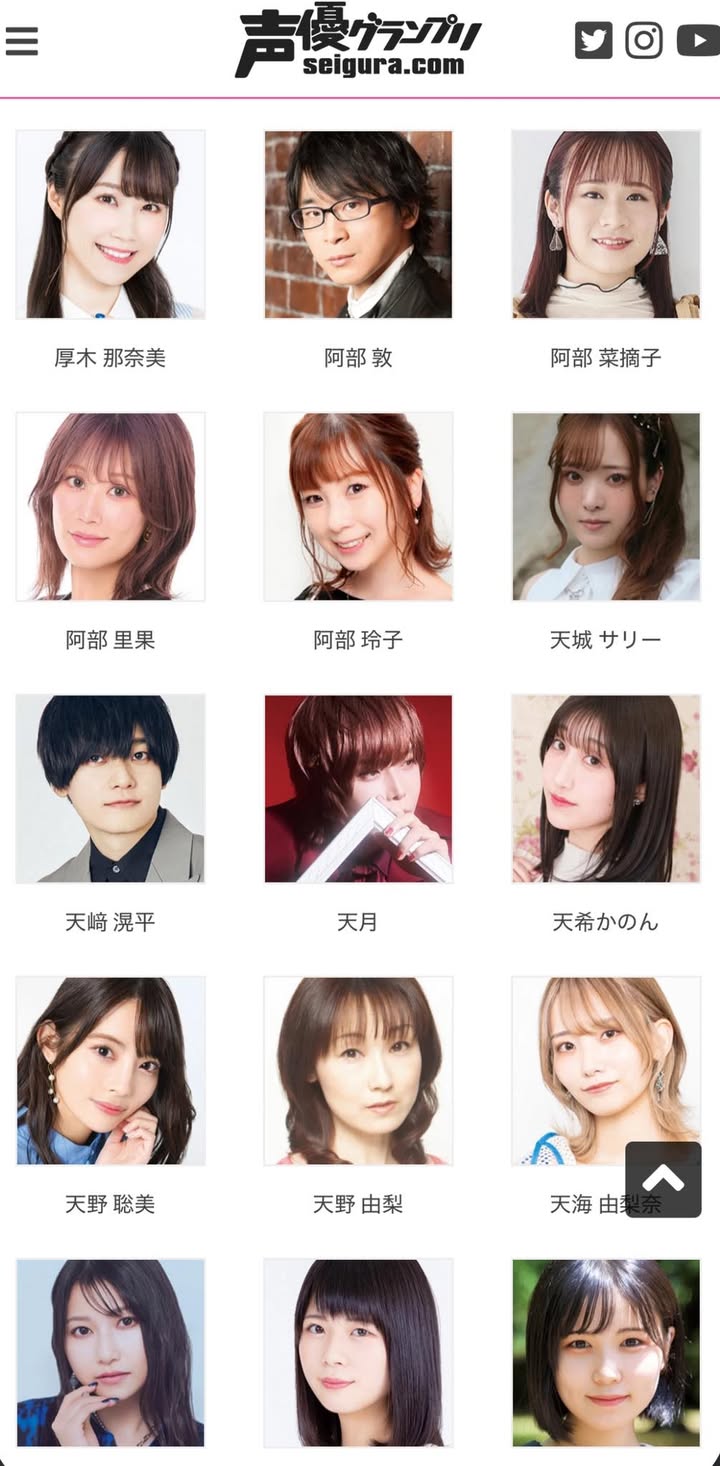 声優グランプリ
seigura.com
厚木 那奈美
阿部 敦
阿部 菜摘子
阿部 里果
阿部 玲子
天城 サリー
天﨑 滉平
天月
天希かのん
天野 聡美
天野 由梨
天海 由梨奈